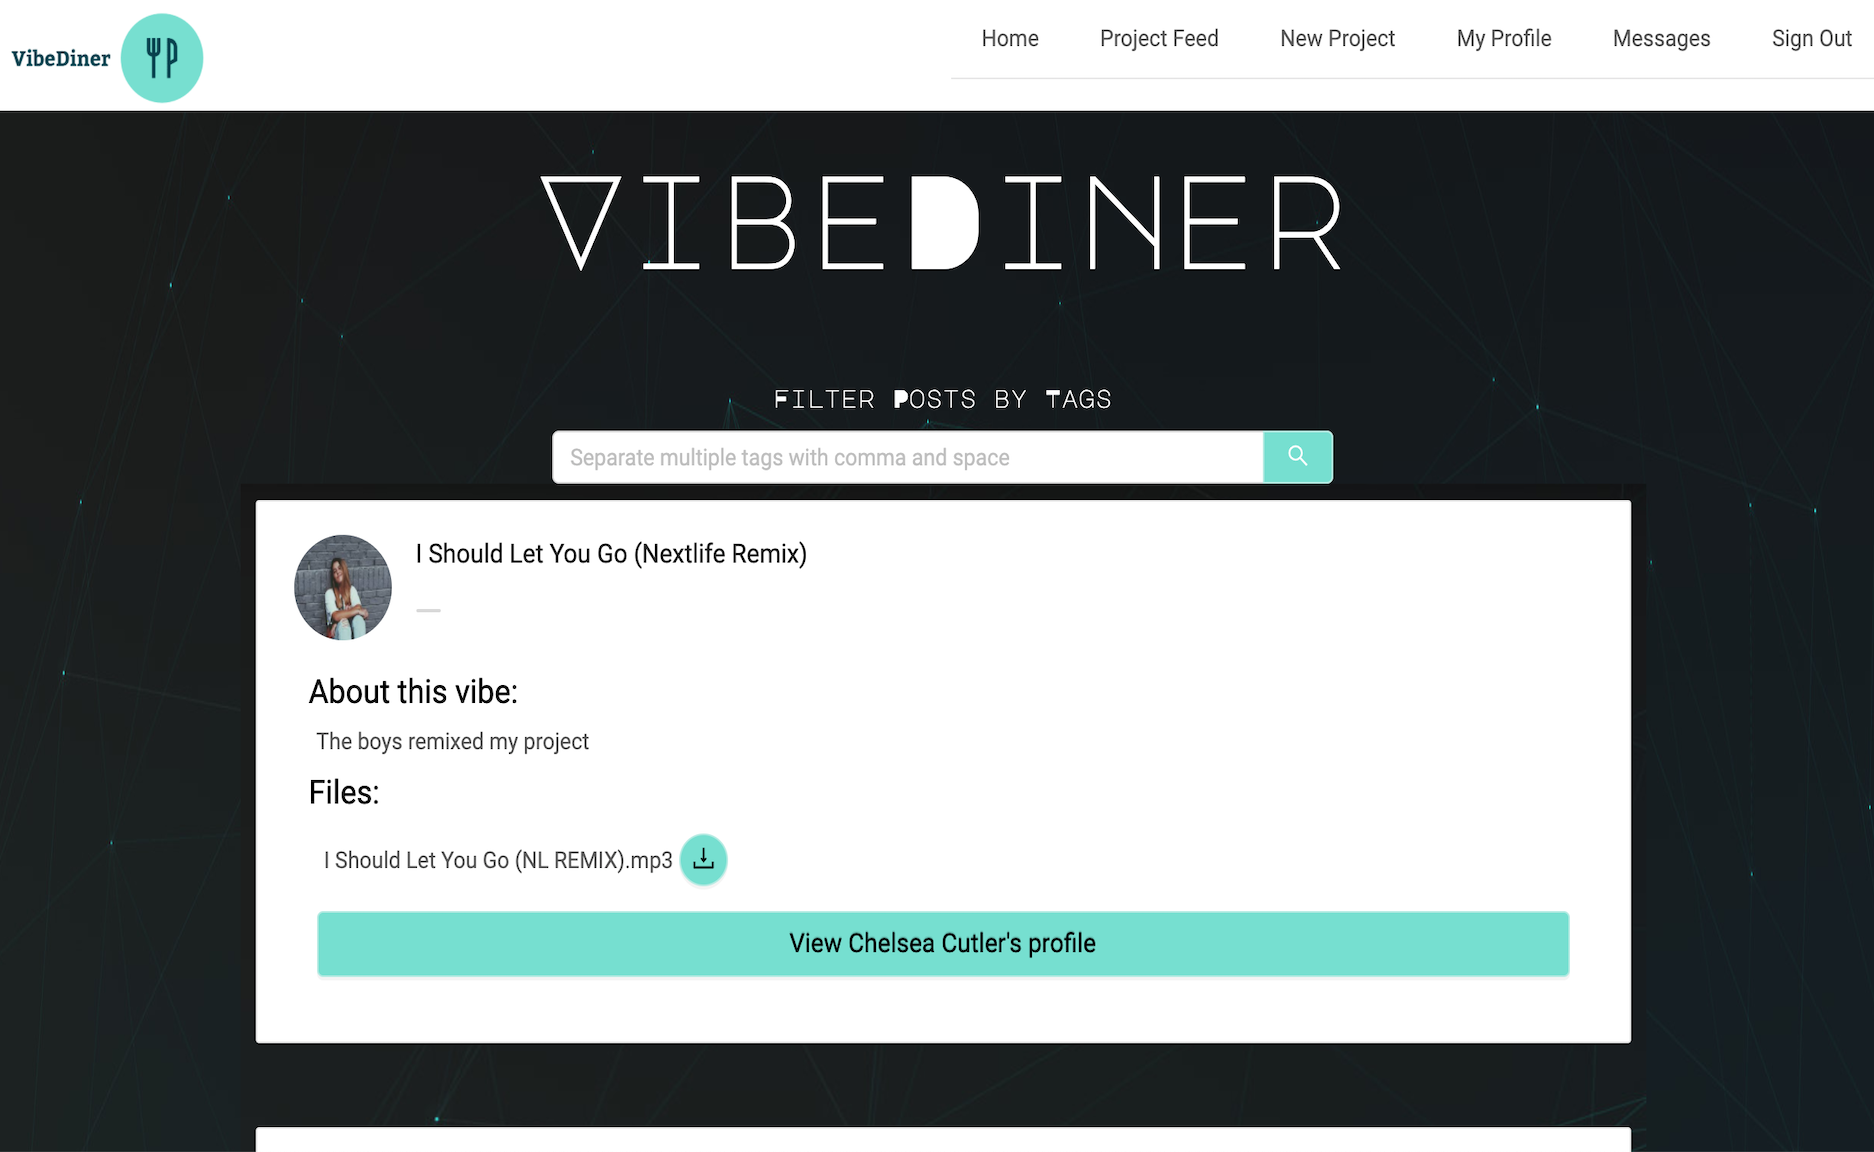 VibeDiner
Home Project Feed New Project My Profile Messages Sign Out
VIBEDINER
Filter Posts by Tags
Separate multiple tags with comma and space
I Should Let You Go (Nextlife Remix)
About this vibe:
The boys remixed my project
Files:
I Should Let You Go (NL REMIX).mp3
View Chelsea Cutler's profile